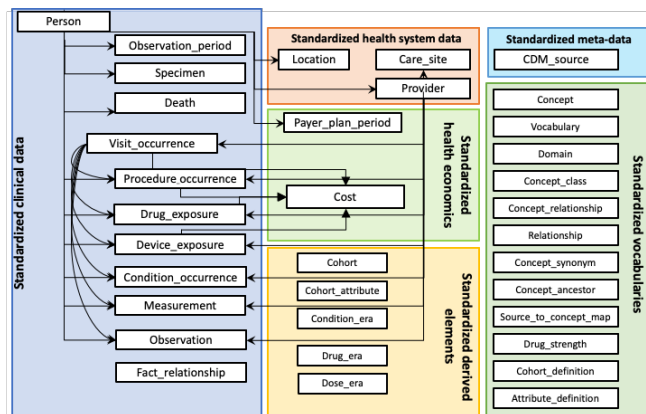 Person
Standardized clinical data
Observation_period
Specimen
Death
Visit_occurrence
Procedure_occurrence
Drug_exposure
Device_exposure
Condition_occurrence
Measurement
Observation
Fact_relationship
Standardized health system data
Location
Care_site
Provider
Payer_plan_period
Cost
Standardized
health economics
Cohort
Cohort_attribute
Condition_era
Drug_era
Dose_era
Standardized derived
elements
Standardized meta-data
CDM_source
Concept
Vocabulary
Domain
Concept_class
Concept_relationship
Relationship
Concept_synonym
Concept_ancestor
Source_to_concept_map
Drug_strength
Cohort_definition
Attribute_definition
Standardized vocabularies